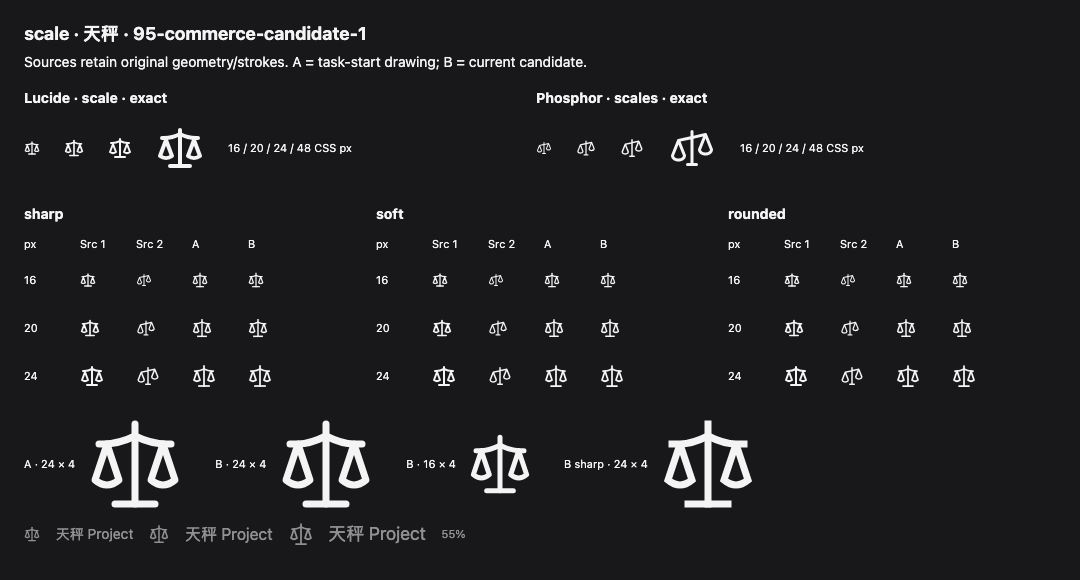 scale · 天秤 · 95-commerce-candidate-1
Sources retain original geometry/strokes. A = task-start drawing; B = current candidate.
Lucide · scale · exact
Phosphor · scales · exact
16 / 20 / 24 / 48 CSS px
16 / 20 / 24 / 48 CSS px
sharp
soft
rounded
px Src 1 Src 2 A B
px Src 1 Src 2 A B
px Src 1 Src 2 A B
16
16
16
20
20
20
24
24
24
A · 24 × 4
B · 24 × 4
B · 16 × 4
B sharp · 24 × 4
天秤 Project
天秤 Project
天秤 Project
55%